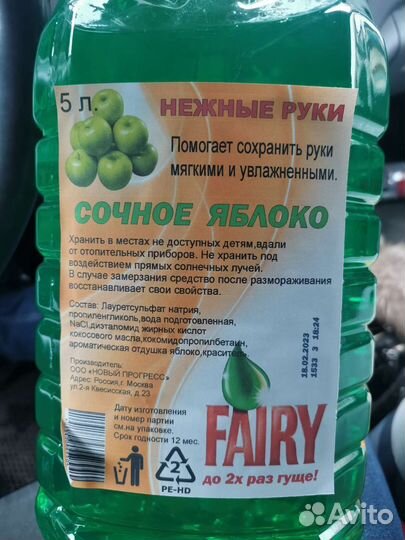 5 л.
НЕЖНЫЕ РУКИ
Помогает сохранить руки
мягкими и увлажненными.
СОЧНОЕ ЯБЛОКО
Хранить в местах не доступных детям,вдали
от отопительных приборов. Не хранить под
воздействием прямых солнечных лучей.
В случае замерзания средство после размораживания
восстанавливает свои свойства.
Состав: Лауретсульфат натрия,
пропиленгликоль,вода подготовленная,
NaCl,диэталомид жирных кислот
кокосового масла,кокомидопропилбетаин,
ароматическая отдушка яблоко,краситель.
Производитель:
ООО «НОВЫЙ ПРОГРЕСС»
Адрес: Россия,г. Москва
ул 2-я Квесисская, д. 23
18.02.2023
1533 3 18:24
Дату изготовления
и номер партии
см.на упаковке.
Срок годности 12 мес.
FAIRY
до 2х раз гуще!
2
PE-HD
Avito